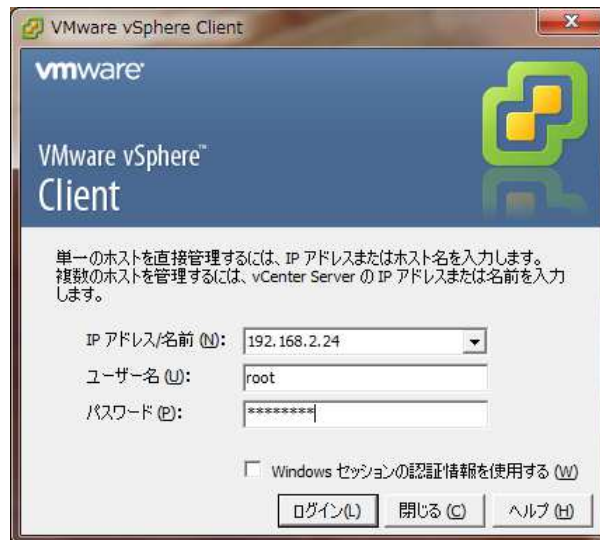 VMware vSphere Client
vmware
VMware vSphere™
Client
単一のホストを直接管理するには、IP アドレスまたはホスト名を入力します。
複数のホストを管理するには、vCenter Server の IP アドレスまたは名前を入力
します。
IP アドレス/名前 (N): 192.168.2.24
ユーザー名 (U): root
パスワード (P): ********
Windows セッションの認証情報を使用する (W)
ログイン(L) 閉じる (C) ヘルプ (H)